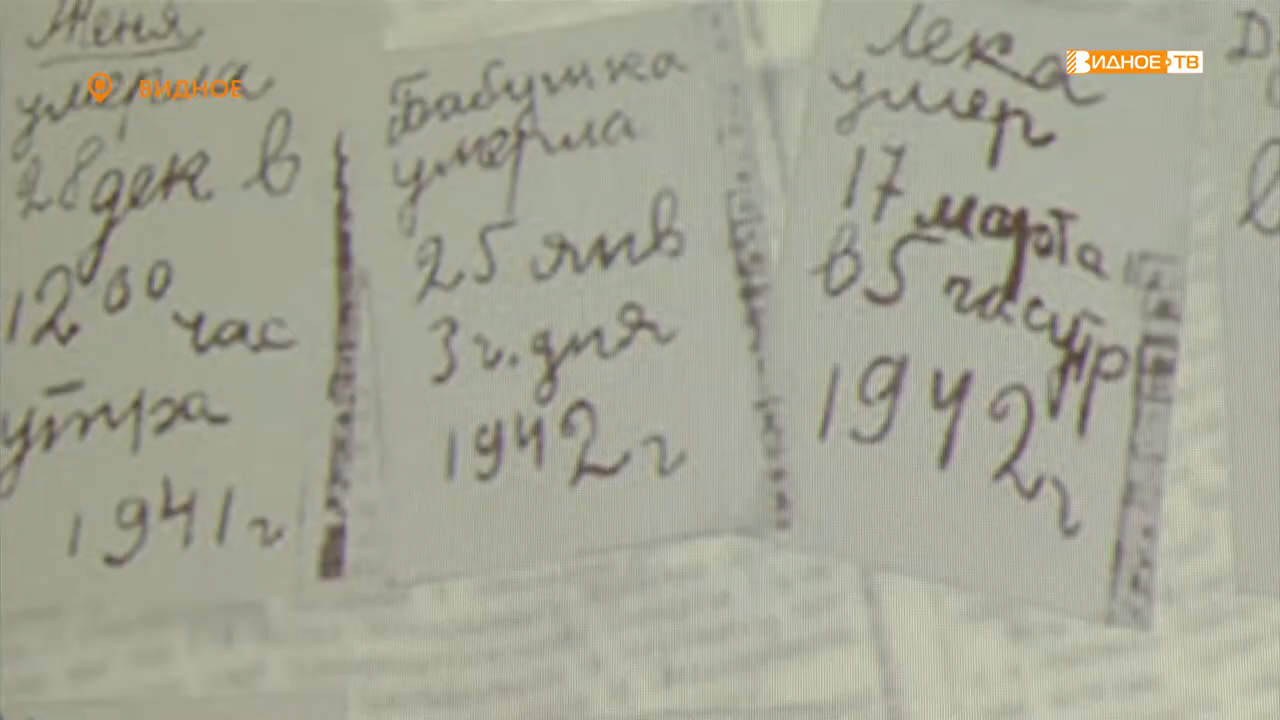 Женя
умерла
28 дек в
12 00 час
утра
1941 г
Бабушка
умерла
25 янв
3 ч. дня
1942 г
Лека
умер
17 марта
в 5 час утр
1942 г
ВИДНОЕ
ВИДНОЕ ТВ